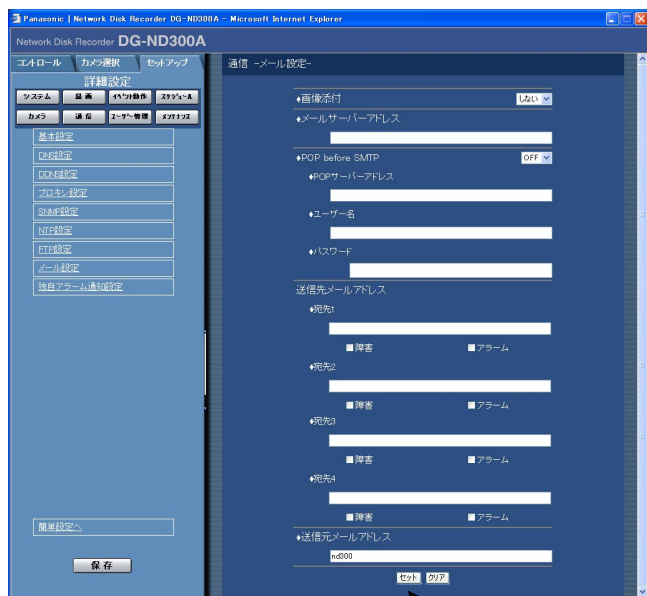 Panasonic | Network Disk Recorder DG-ND300A - Microsoft Internet Explorer
Network Disk Recorder DG-ND300A
コントロール カメラ選択 セットアップ
詳細設定
システム 録画 イベント動作 スケジュール
カメラ 通信 ユーザー管理 メンテナンス
基本設定
DNS設定
DDNS設定
プロキシ設定
SNMP設定
NTP設定
FTP設定
メール設定
独自アラーム通知設定
簡単設定へ
保存
通信 -メール設定-
♦画像添付 しない
♦メールサーバーアドレス
♦POP before SMTP OFF
♦POPサーバーアドレス
♦ユーザー名
♦パスワード
送信先メールアドレス
♦宛先1
障害 アラーム
♦宛先2
障害 アラーム
♦宛先3
障害 アラーム
♦宛先4
障害 アラーム
♦送信元メールアドレス
nd300
セット クリア